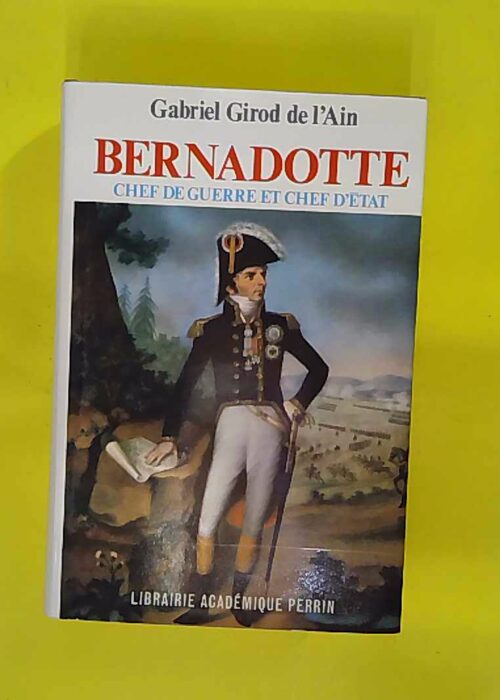 Gabriel Girod de l'Ain
BERNADOTTE
CHEF DE GUERRE ET CHEF D'ÉTAT
LIBRAIRIE ACADÉMIQUE PERRIN